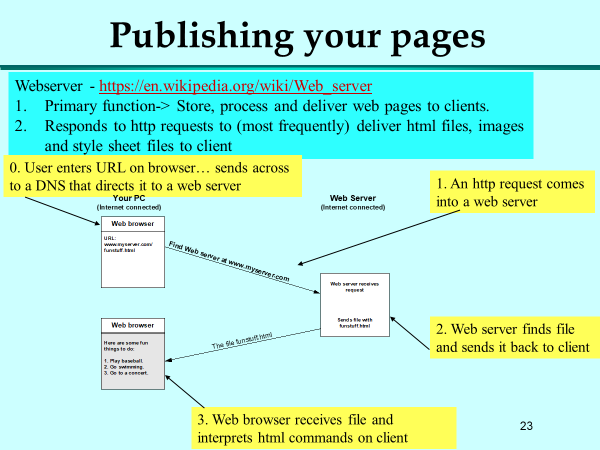 Publishing your pages
Webserver - https://en.wikipedia.org/wiki/Web_server
1. Primary function-> Store, process and deliver web pages to clients.
2. Responds to http requests to (most frequently) deliver html files, images
and style sheet files to client
0. User enters URL on browser… sends across
to a DNS that directs it to a web server
1. An http request comes
into a web server
Your PC
(Internet connected)
Web Server
(Internet connected)
Web browser
URL:
www.myserver.com/
funstuff.html
Find Web server at www.myserver.com
Web server receives
request
Sends file with
funstuff.html
The file funstuff.html
Web browser
Here are some fun
things to do:
1. Play baseball.
2. Go swimming.
3. Go to a concert.
2. Web server finds file
and sends it back to client
3. Web browser receives file and
interprets html commands on client
23